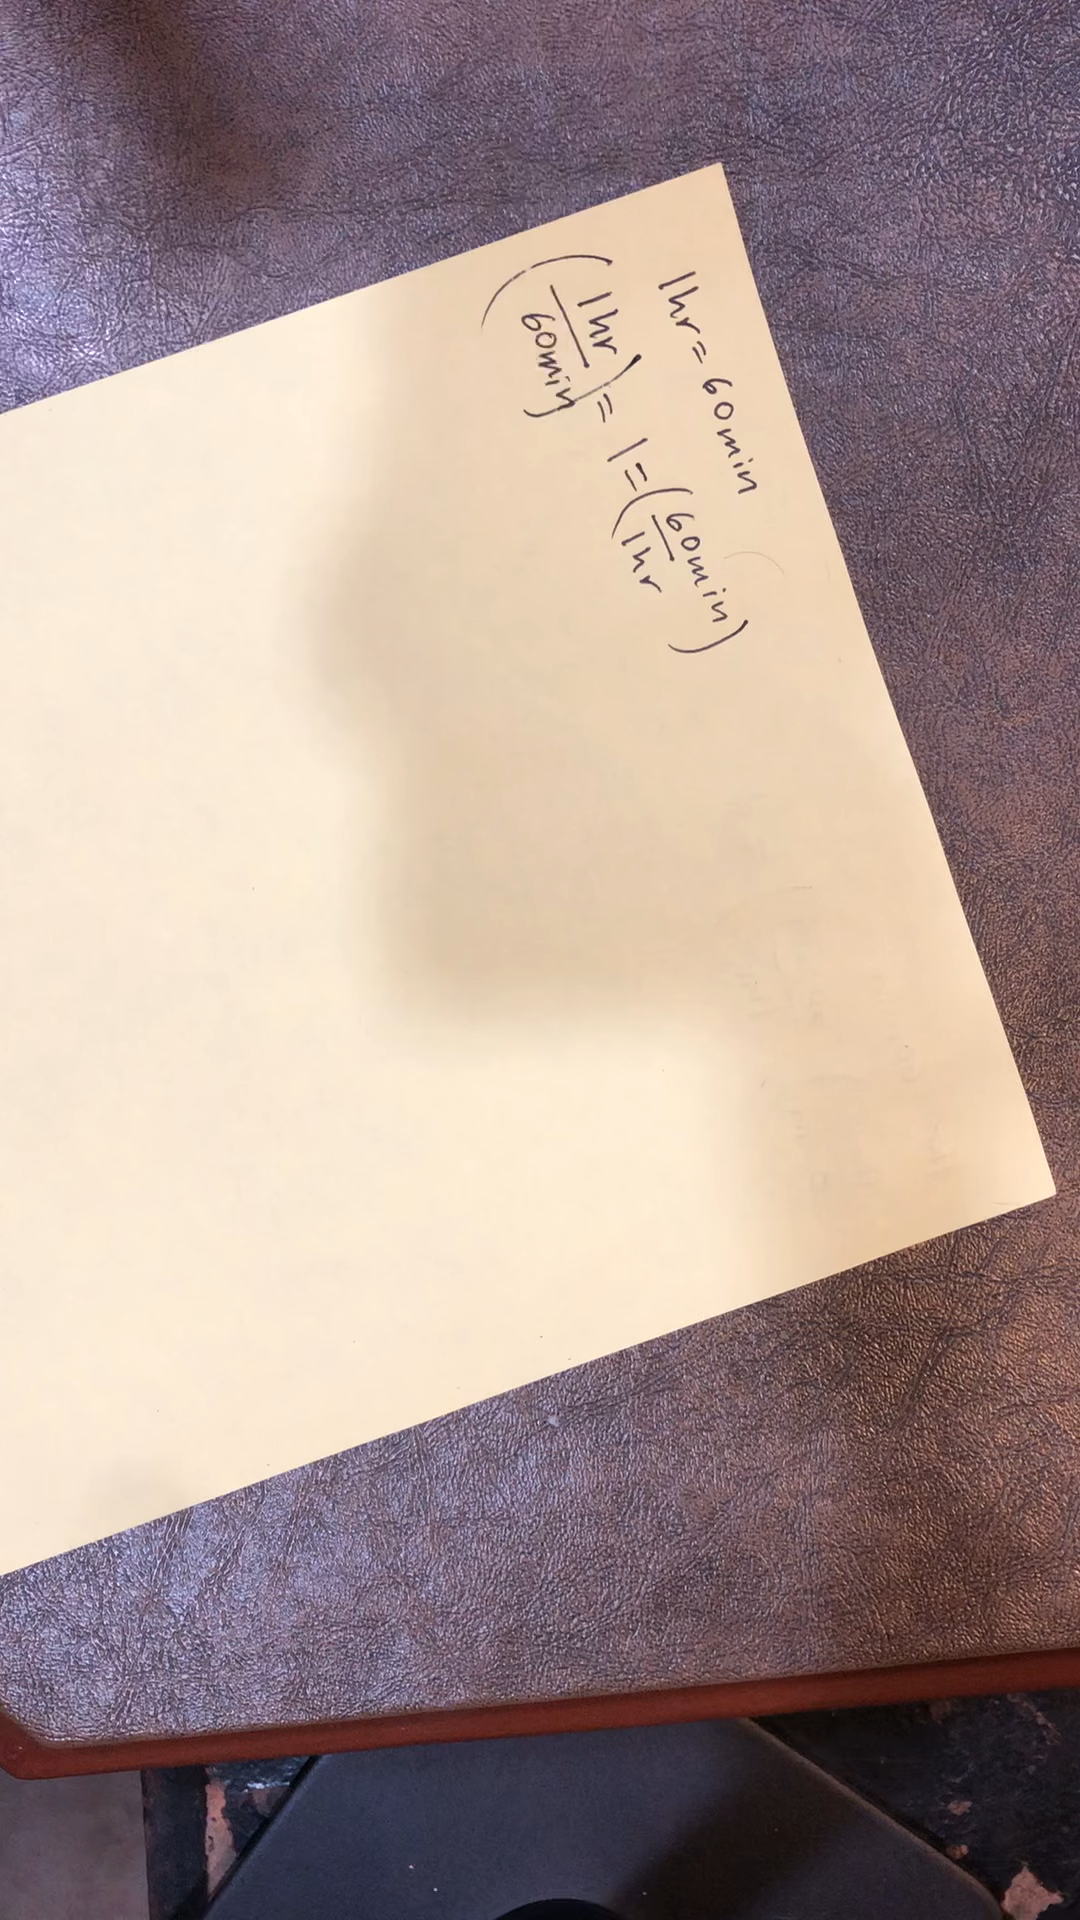 1hr = 60min
(1hr/60min) = 1 = (60min/1hr)